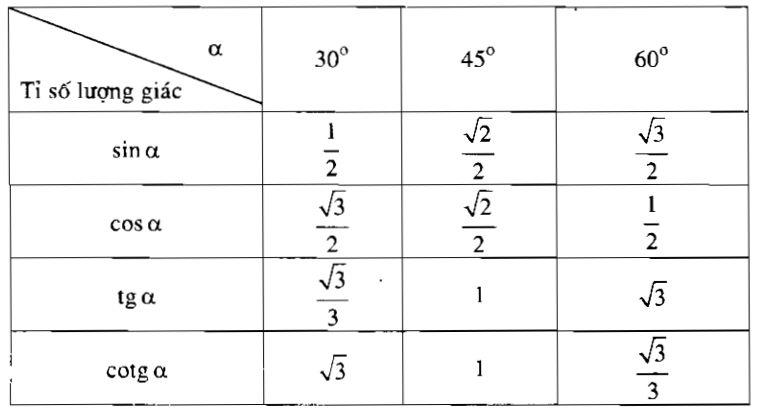 α 30° 45° 60°
Tỉ số lượng giác
sin α 1/2 √2/2 √3/2
cos α √3/2 √2/2 1/2
tg α √3/3 1 √3
cotg α √3 1 √3/3